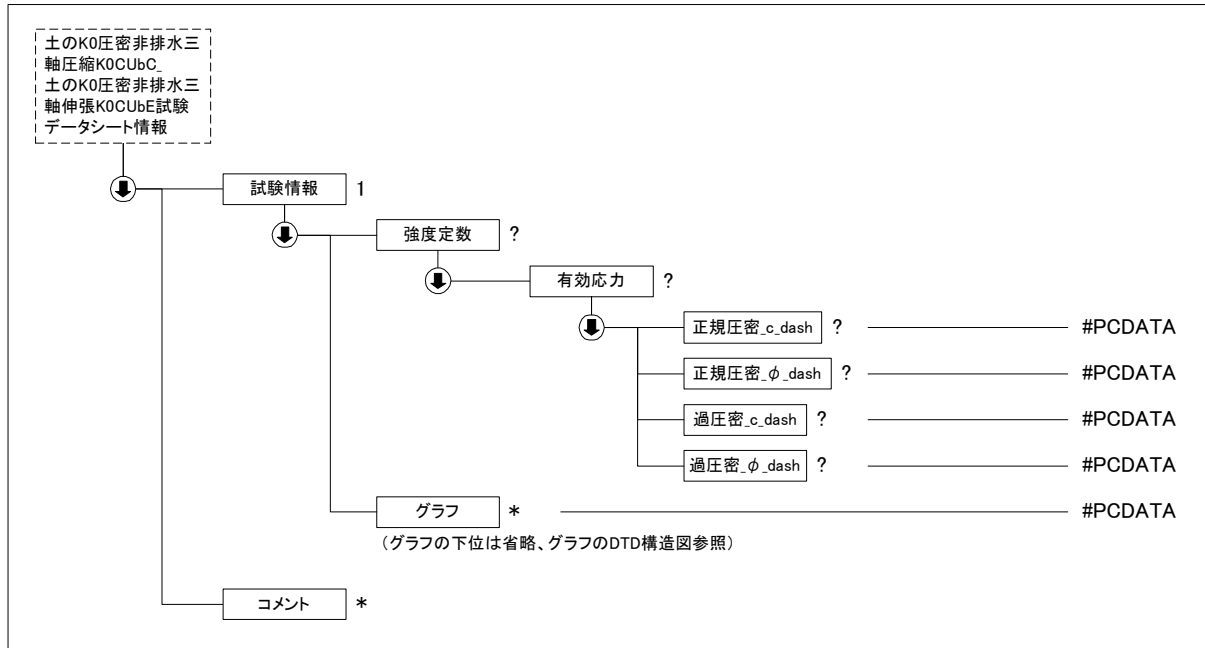 土のK0圧密非排水三
軸圧縮K0CUbC_
土のK0圧密非排水三
軸伸張K0CUbE試験
データシート情報
試験情報 1
強度定数 ?
有効応力 ?
正規圧密_c_dash ? #PCDATA
正規圧密_φ_dash ? #PCDATA
過圧密_c_dash ? #PCDATA
過圧密_φ_dash ? #PCDATA
グラフ * #PCDATA
（グラフの下位は省略、グラフのDTD構造図参照）
コメント *